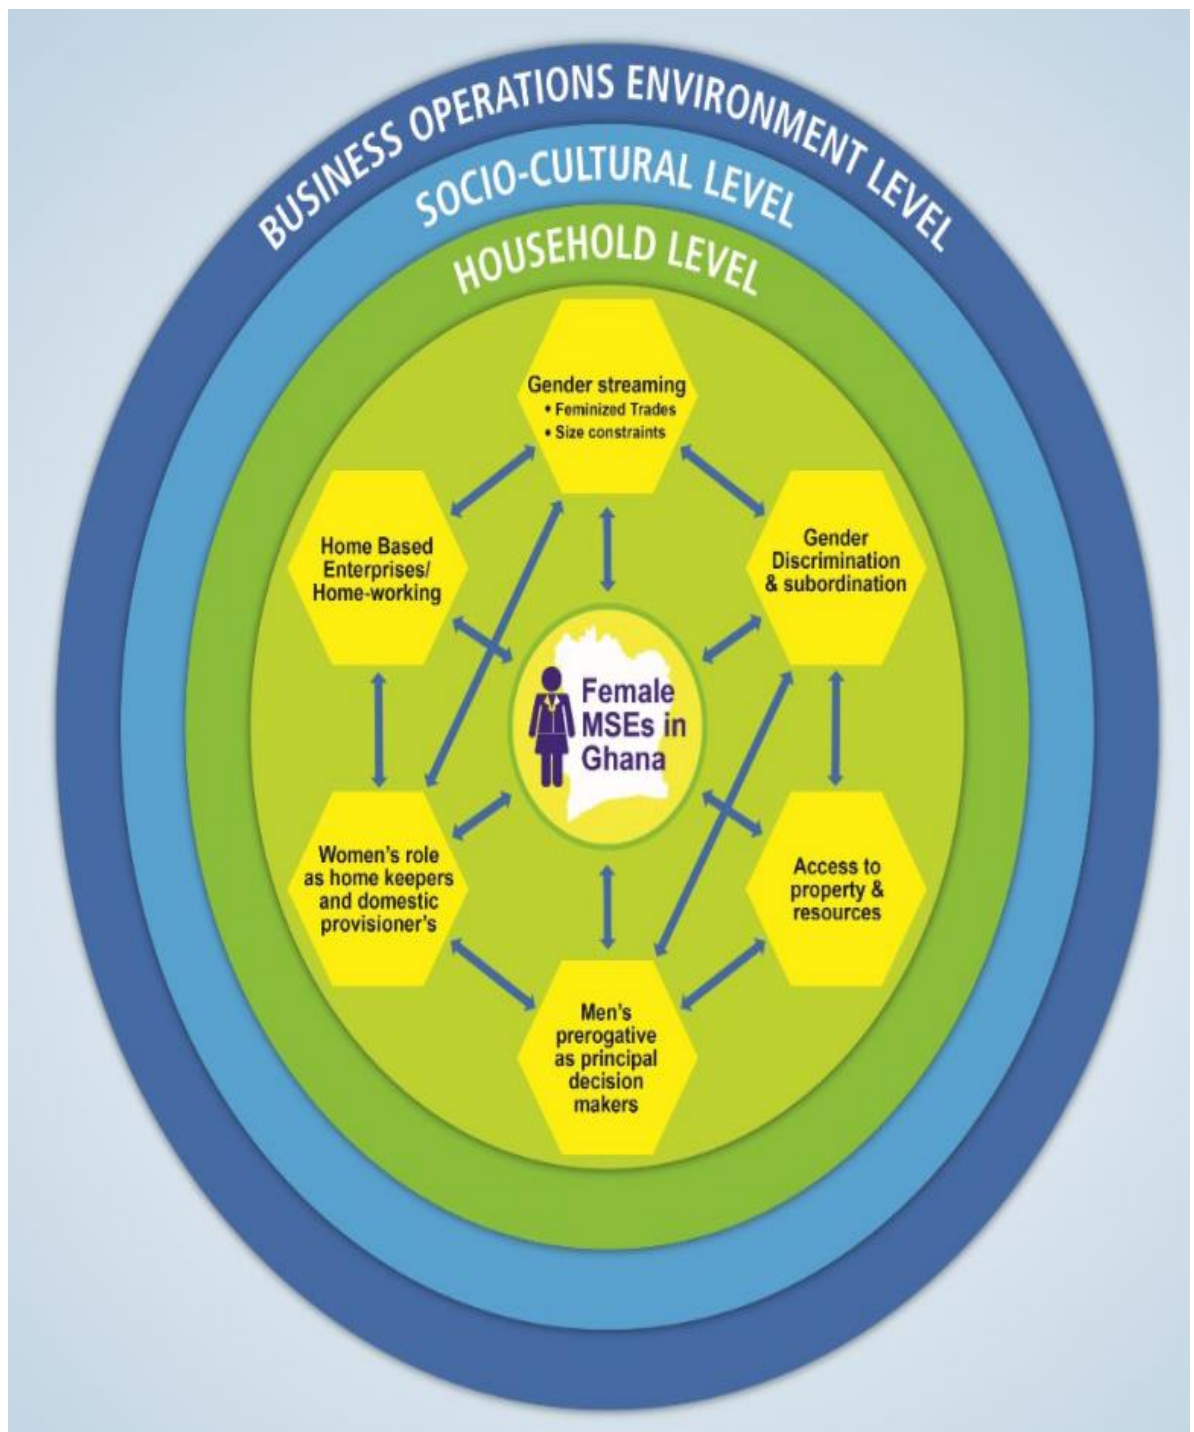 BUSINESS OPERATIONS ENVIRONMENT LEVEL
SOCIO-CULTURAL LEVEL
HOUSEHOLD LEVEL
Gender streaming
• Feminized Trades
• Size constraints
Home Based
Enterprises/
Home-working
Gender
Discrimination
& subordination
Female
MSEs in
Ghana
Women's role
as home keepers
and domestic
provisioner's
Access to
property &
resources
Men's
prerogative
as principal
decision
makers